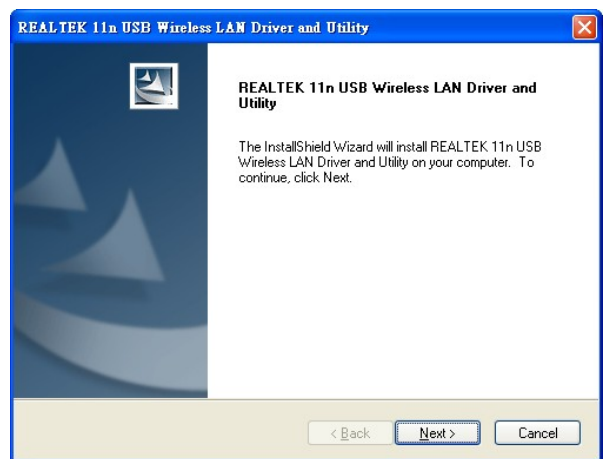 REALTEK 11n USB Wireless LAN Driver and Utility
REALTEK 11n USB Wireless LAN Driver and
Utility
The InstallShield Wizard will install REALTEK 11n USB
Wireless LAN Driver and Utility on your computer. To
continue, click Next.
< Back
Next >
Cancel